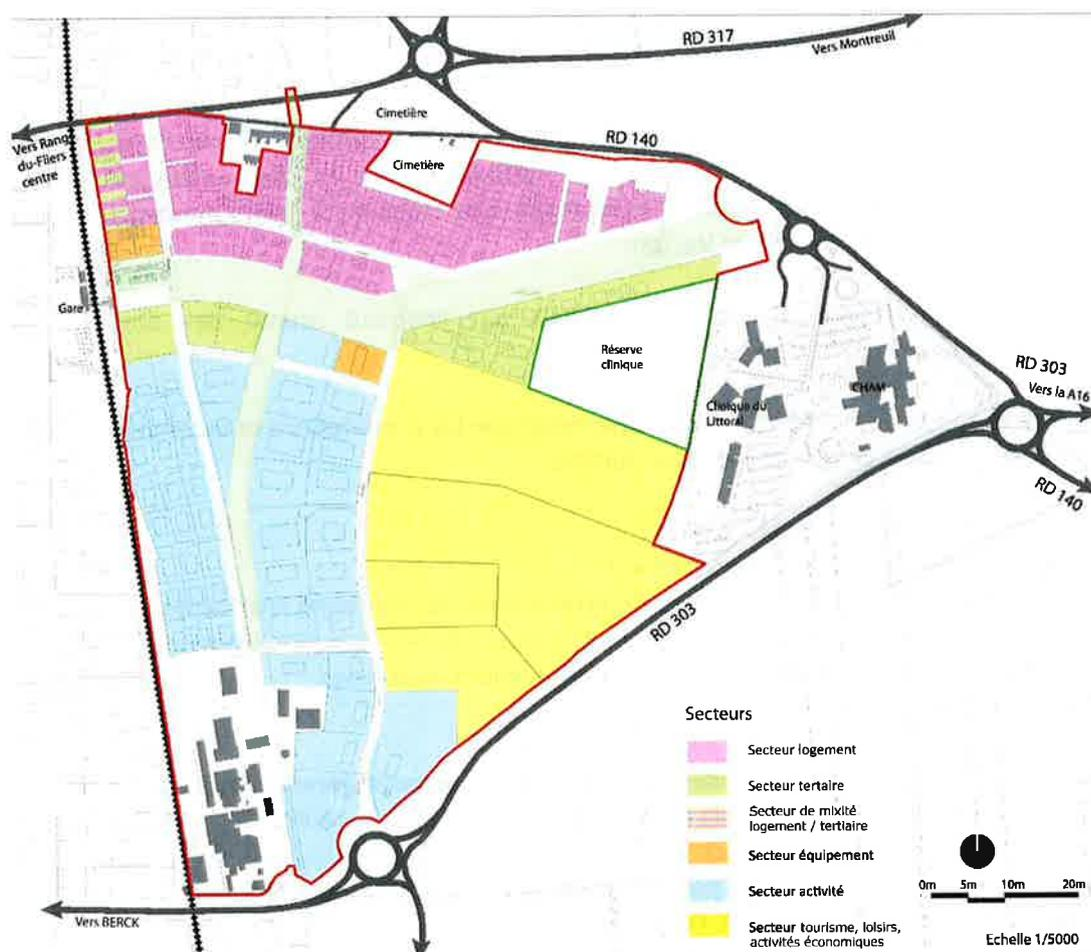 RD 317
Vers Montreuil
Cimetière
RD 140
Vers Rang
du-Fliers
centre
Cimetière
Gare
Réserve
clinique
RD 303
Vers la A16
CHAM
Clinique du
Littoral
RD 140
RD 303
Vers BERCK
Secteurs
Secteur logement
Secteur tertaire
Secteur de mixité
logement / tertiaire
Secteur équipement
Secteur activité
Secteur tourisme, loisirs,
activités économiques
0m 5m 10m 20m
Echelle 1/5000